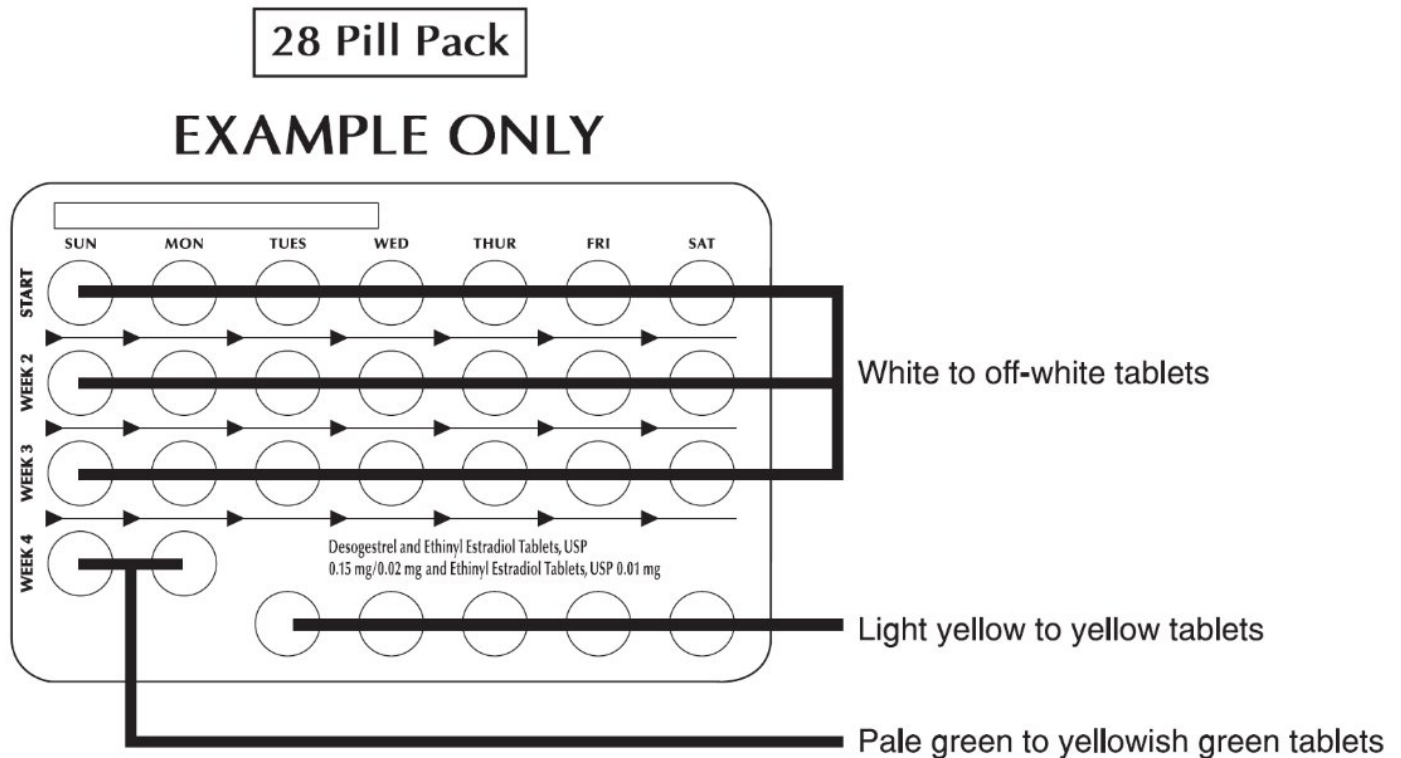 28 Pill Pack
EXAMPLE ONLY
SUN MON TUES WED THUR FRI SAT
START
WEEK 2
White to off-white tablets
WEEK 3
WEEK 4
Desogestrel and Ethinyl Estradiol Tablets, USP
0.15 mg/0.02 mg and Ethinyl Estradiol Tablets, USP 0.01 mg
Light yellow to yellow tablets
Pale green to yellowish green tablets